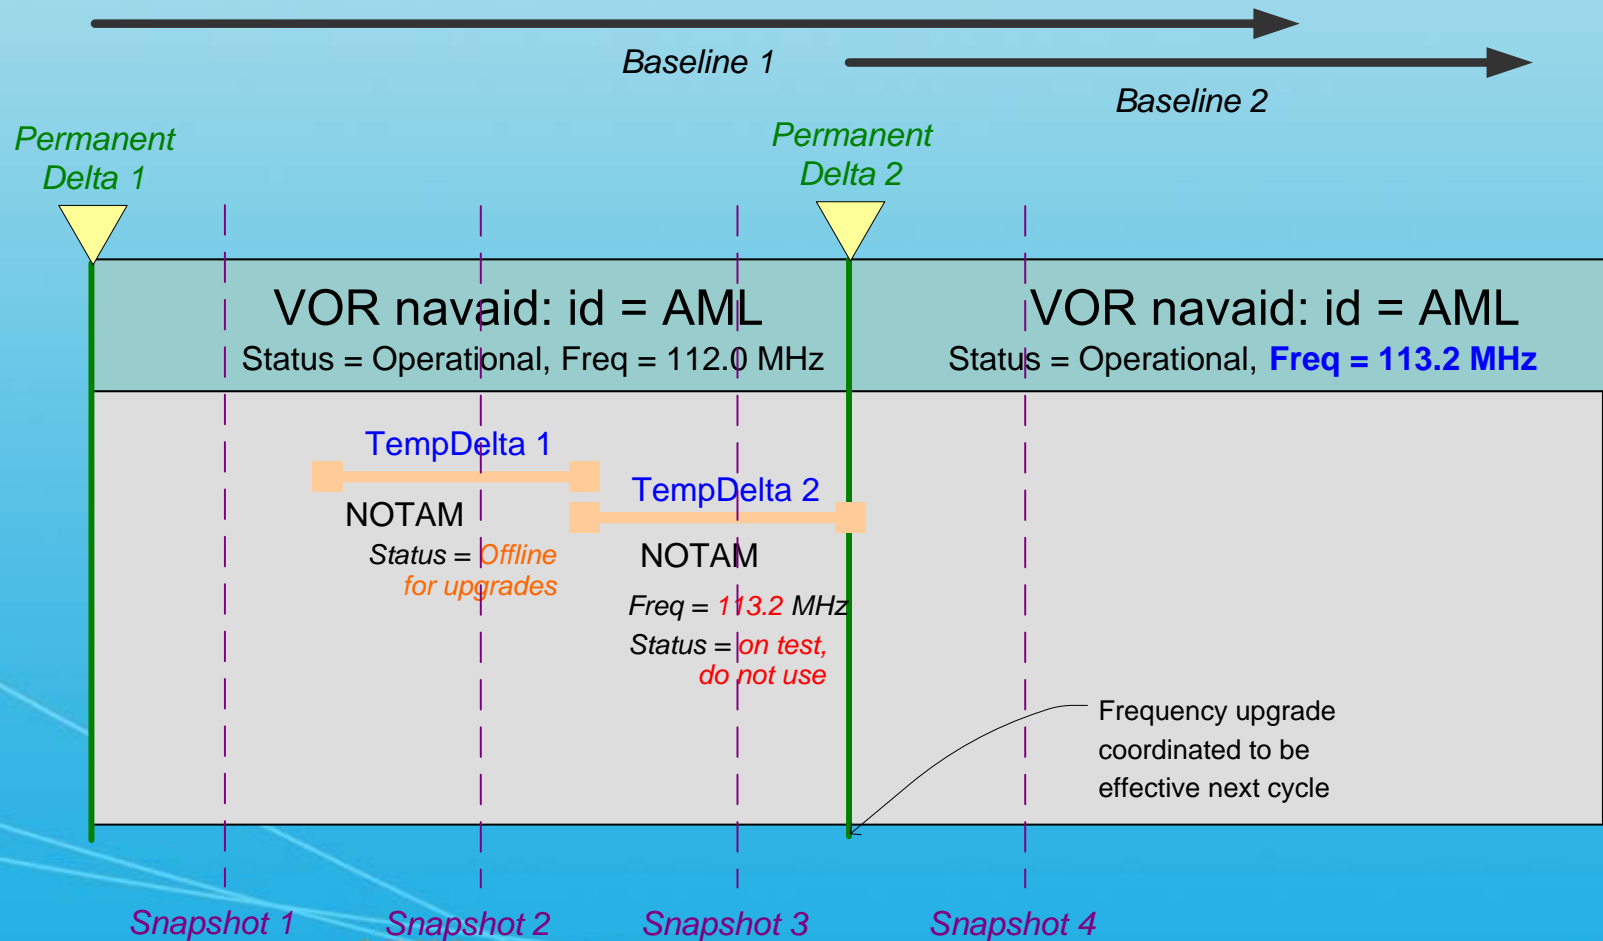 Baseline 1
Baseline 2
Permanent
Delta 1
Permanent
Delta 2
VOR navaid: id = AML
Status = Operational, Freq = 112.0 MHz
VOR navaid: id = AML
Status = Operational, Freq = 113.2 MHz
TempDelta 1
NOTAM
Status = Offline
for upgrades
TempDelta 2
NOTAM
Freq = 113.2 MHz
Status = on test,
do not use
Frequency upgrade
coordinated to be
effective next cycle
Snapshot 1
Snapshot 2
Snapshot 3
Snapshot 4